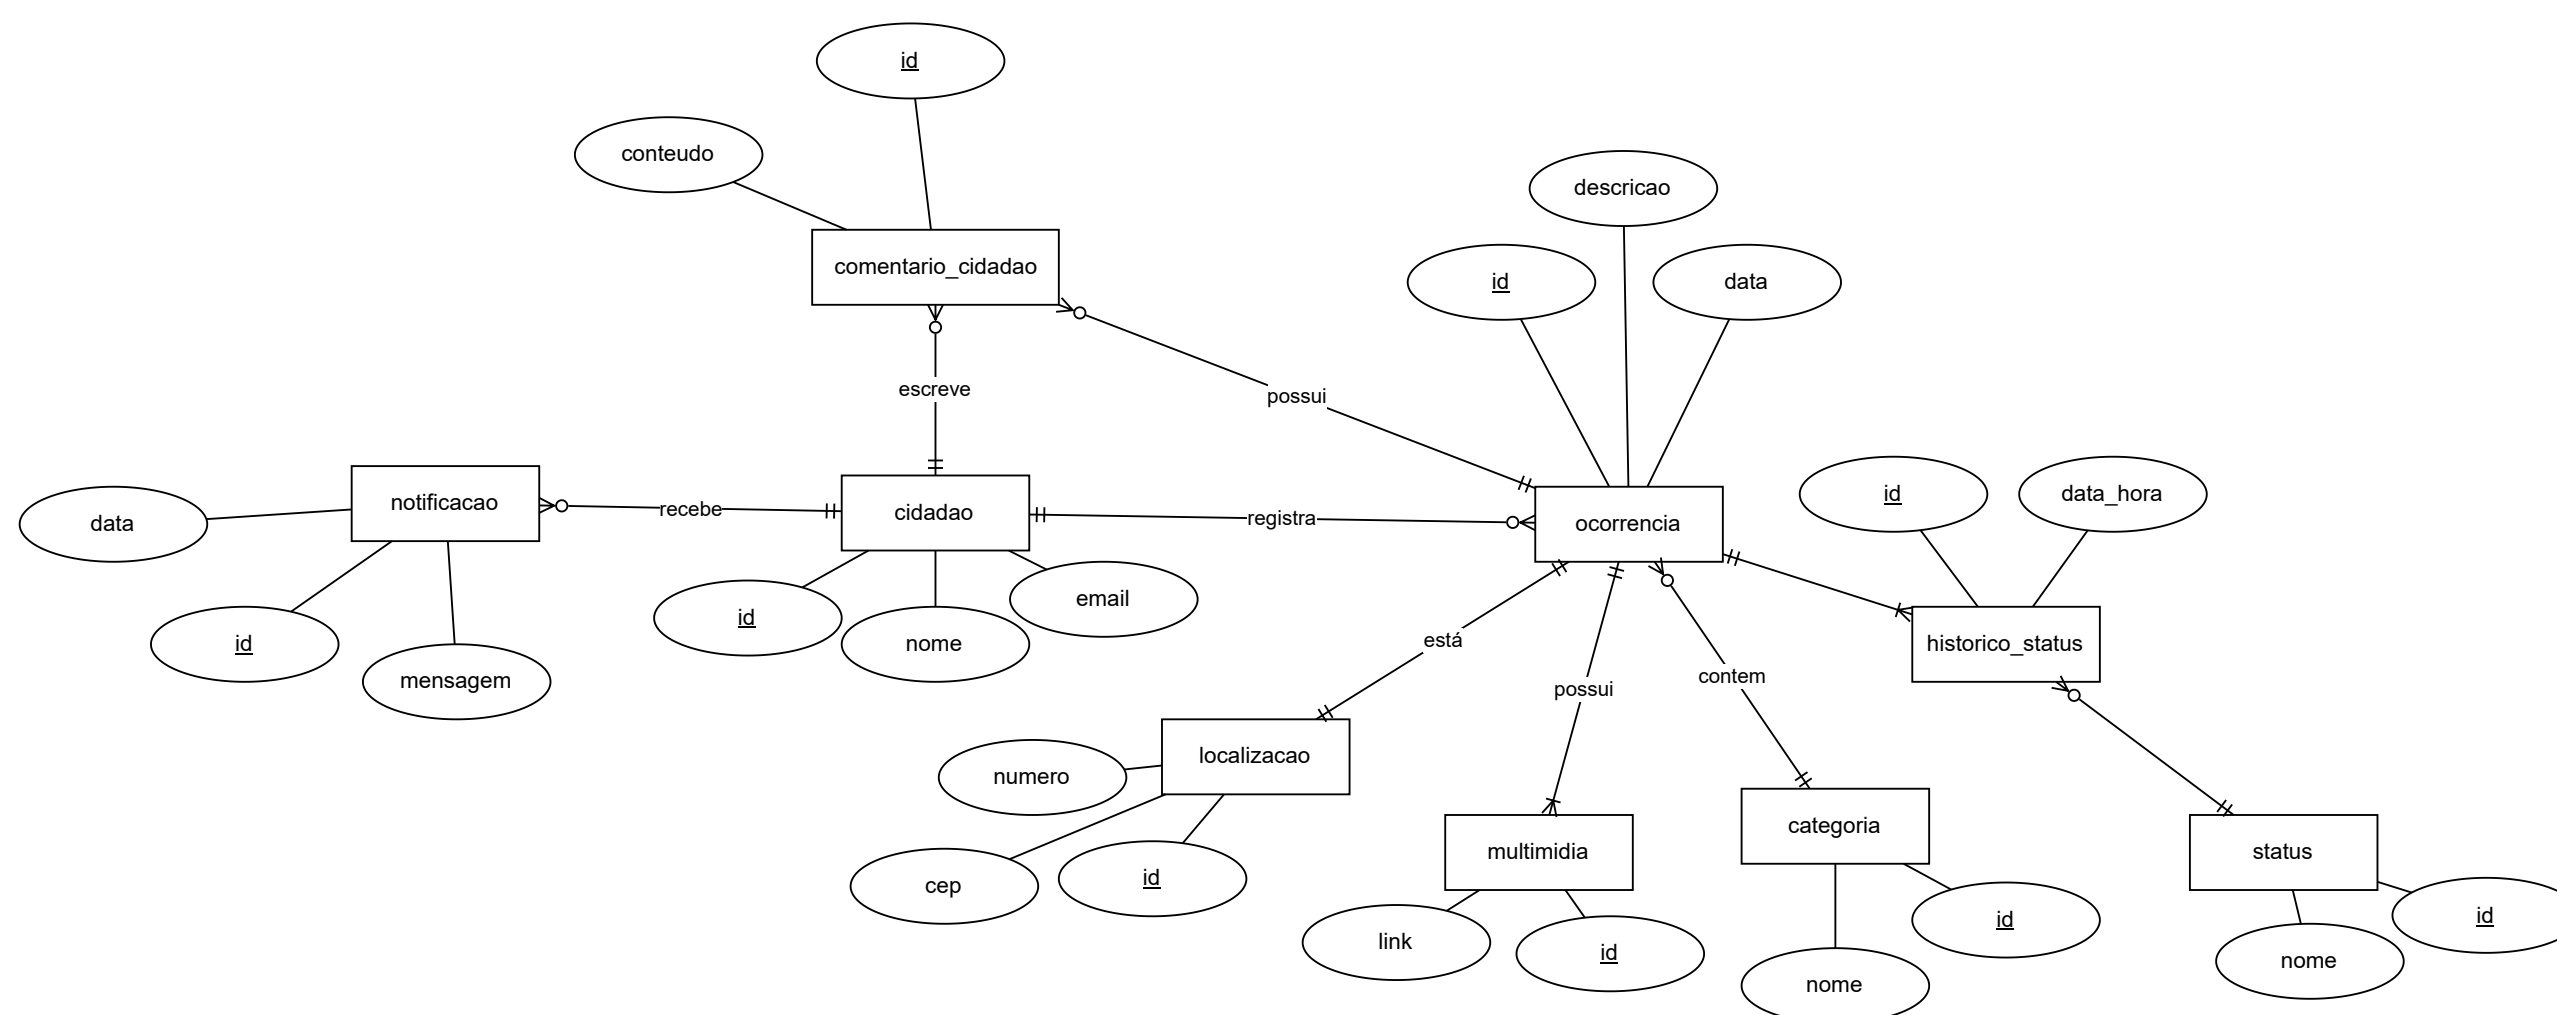 id
conteudo
descricao
comentario_cidadao
id
data
escreve
possui
notificacao
data
recebe
cidadao
registra
ocorrencia
id
data_hora
id
mensagem
id
nome
email
está
possui
contem
historico_status
numero
localizacao
cep
id
multimidia
categoria
status
link
id
nome
id
nome
id